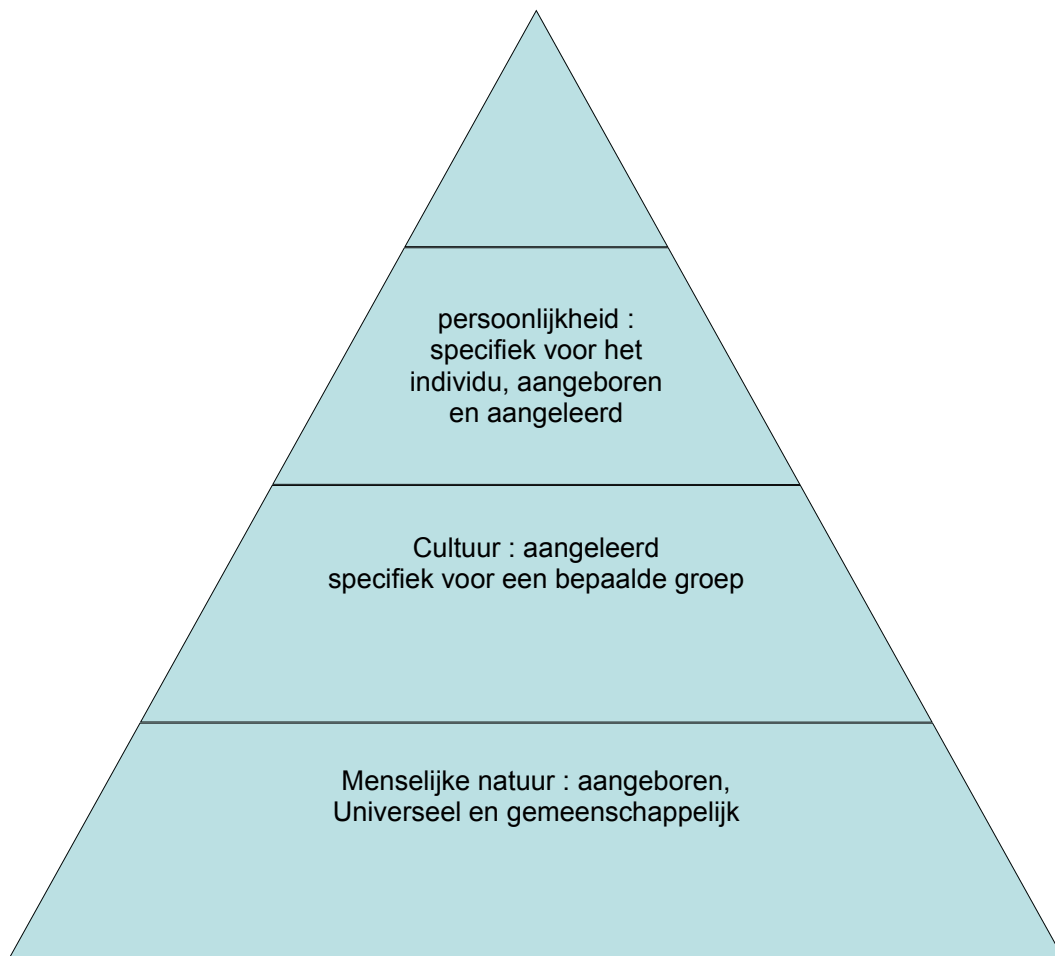 persoonlijkheid :
specifiek voor het
individu, aangeboren
en aangeleerd
Cultuur : aangeleerd
specifiek voor een bepaalde groep
Menselijke natuur : aangeboren,
Universeel en gemeenschappelijk